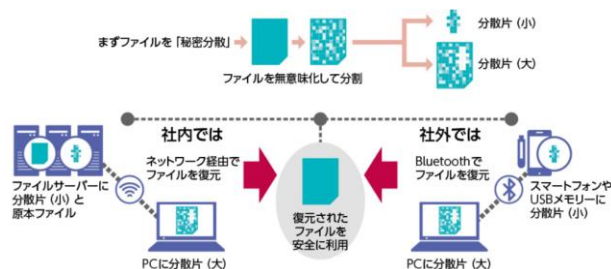 まずファイルを「秘密分散」
ファイルを無意味化して分割
分散片（小）
分散片（大）
社内では
ネットワーク経由で
ファイルを復元
ファイルサーバーに
分散片（小）と
原本ファイル
PCに分散片（大）
復元された
ファイルを
安全に利用
社外では
Bluetoothで
ファイルを復元
スマートフォンや
USBメモリーに
分散片（小）
PCに分散片（大）